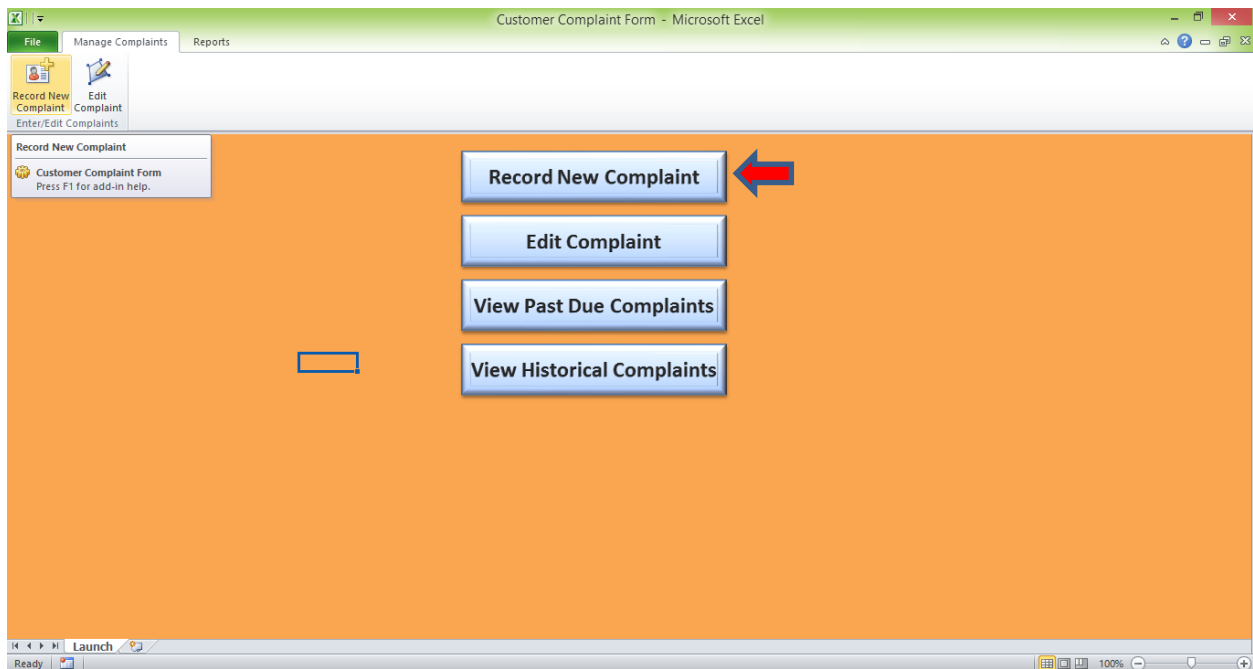 Customer Complaint Form - Microsoft Excel
File Manage Complaints Reports
Record New Complaint
Edit Complaint
Enter/Edit Complaints
Record New Complaint
Customer Complaint Form
Press F1 for add-in help.
Record New Complaint
Edit Complaint
View Past Due Complaints
View Historical Complaints
Launch
Ready 100%